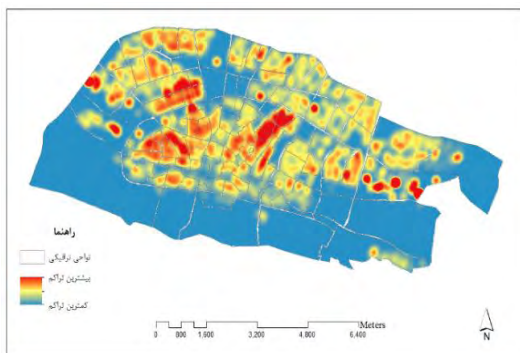 راهنما
نواحی ترافیکی
بیشترین تراکم
کمترین تراکم
0 800 1.600 3.200 4.800 6.400 Meters
N